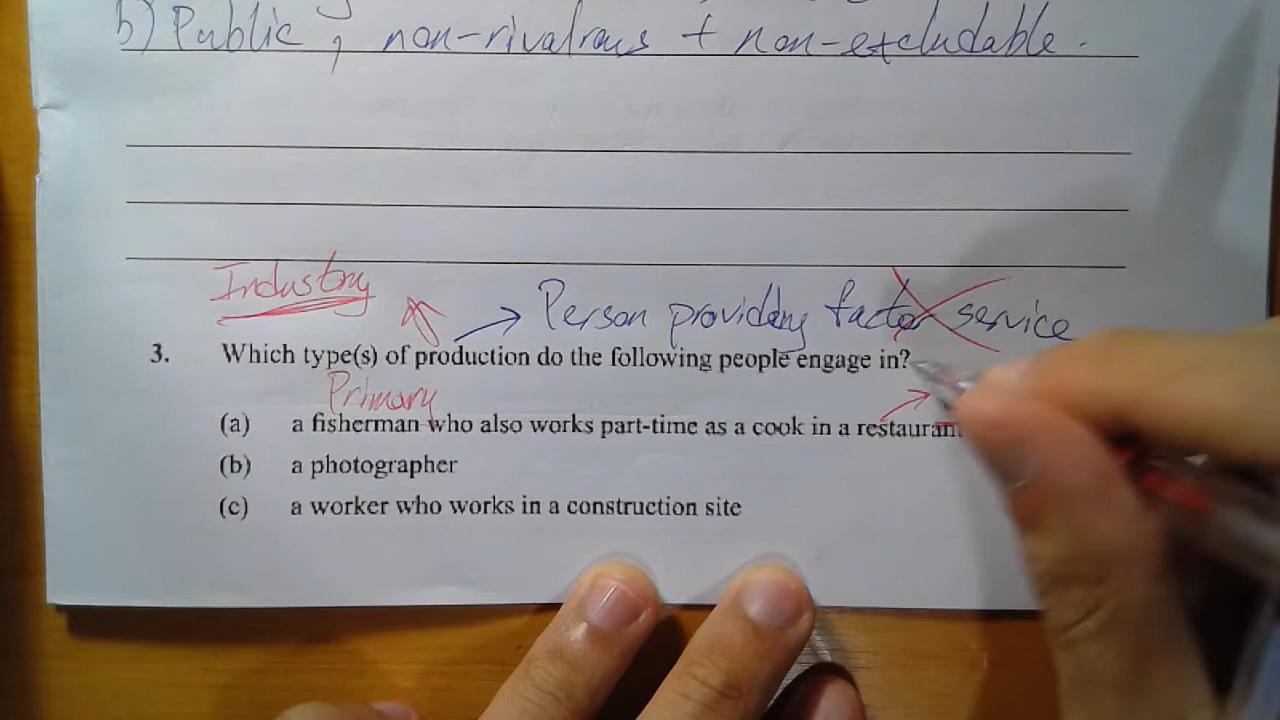 b) Public, non-rivalrous + non-excludable.
Industry
Person providing factor service
3. Which type(s) of production do the following people engage in?
Primary
(a) a fisherman who also works part-time as a cook in a restaurant
(b) a photographer
(c) a worker who works in a construction site